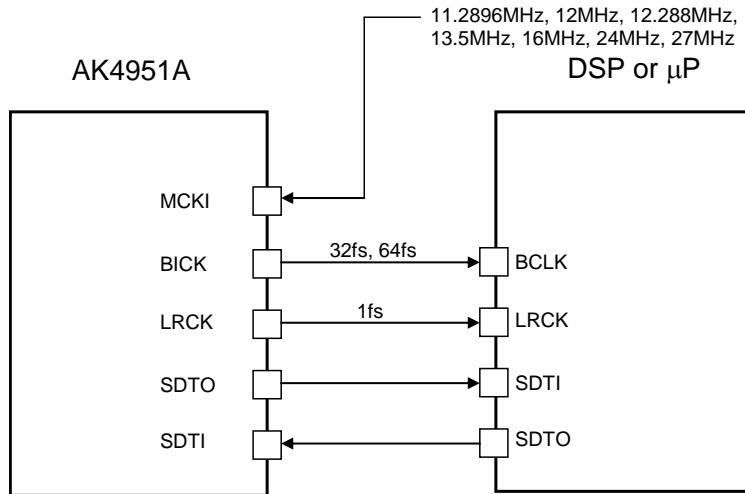 11.2896MHz, 12MHz, 12.288MHz,
13.5MHz, 16MHz, 24MHz, 27MHz
AK4951A
DSP or μP
MCKI
BICK
32fs, 64fs
BCLK
LRCK
1fs
LRCK
SDTO
SDTI
SDTI
SDTO